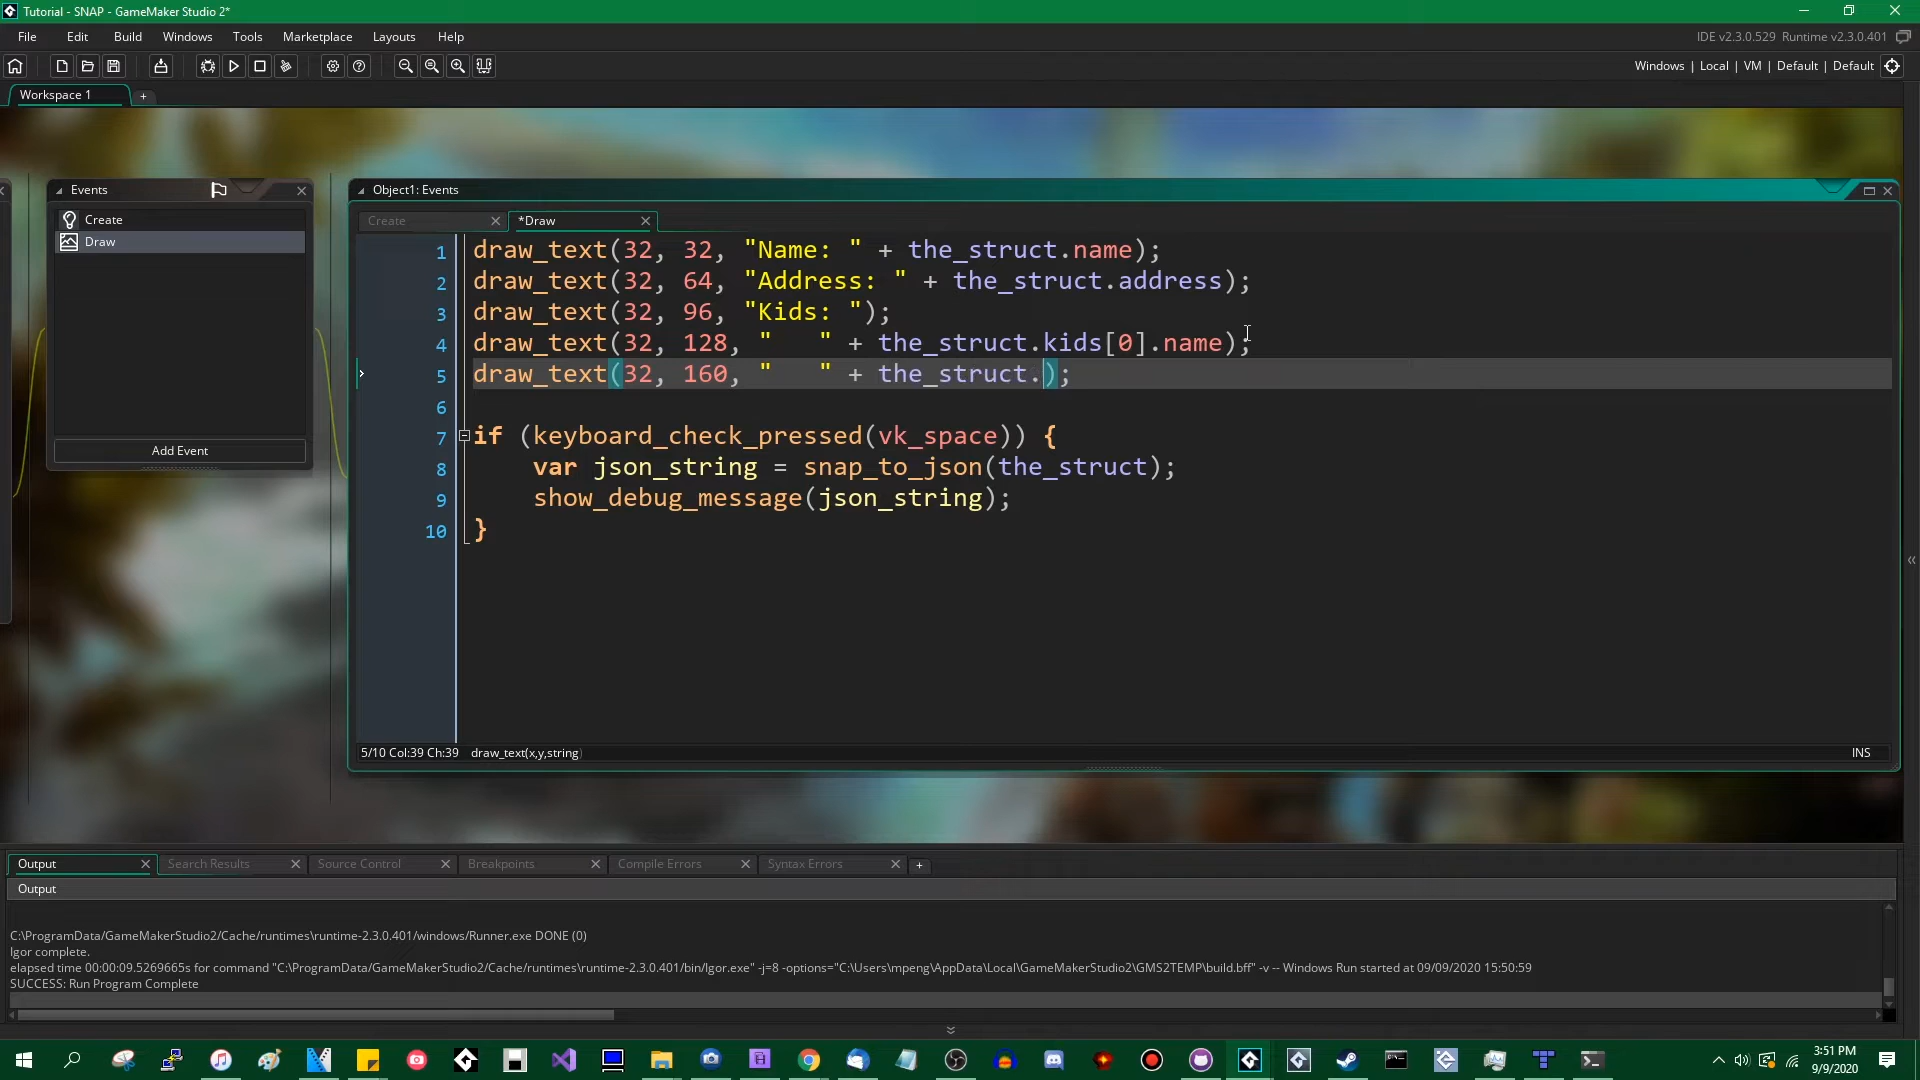 Tutorial - SNAP - GameMaker Studio 2*
File Edit Build Windows Tools Marketplace Layouts Help
IDE v2.3.0.529 Runtime v2.3.0.401
Windows | Local | VM | Default | Default
Workspace 1
Events
Object1: Events
Create
Draw
Add Event
Create
*Draw
1 draw_text(32, 32, "Name: " + the_struct.name);
2 draw_text(32, 64, "Address: " + the_struct.address);
3 draw_text(32, 96, "Kids: ");
4 draw_text(32, 128, "   " + the_struct.kids[0].name);
5 draw_text(32, 160, "   " + the_struct.);
6
7 if (keyboard_check_pressed(vk_space)) {
8     var json_string = snap_to_json(the_struct);
9     show_debug_message(json_string);
10 }
5/10 Col:39 Ch:39 draw_text(x,y,string)
INS
Output Search Results Source Control Breakpoints Compile Errors Syntax Errors
Output
C:\ProgramData/GameMakerStudio2/Cache/runtimes\runtime-2.3.0.401/windows/Runner.exe DONE (0)
Igor complete.
elapsed time 00:00:09.5269665s for command "C:\ProgramData/GameMakerStudio2/Cache/runtimes\runtime-2.3.0.401/bin/Igor.exe" -j=8 -options="C:\Users\mpeng\AppData\Local\GameMakerStudio2\GMS2TEMP\build.bff" -v -- Windows Run started at 09/09/2020 15:50:59
SUCCESS: Run Program Complete
3:51 PM
9/9/2020